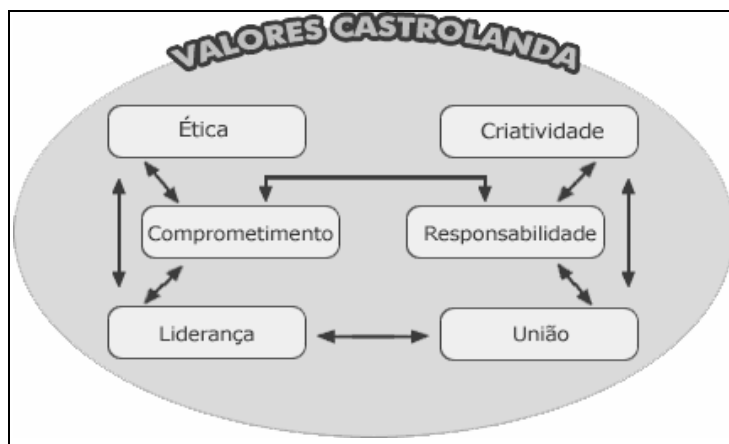 VALORES CASTROLANDA
Ética
Criatividade
Comprometimento
Responsabilidade
Liderança
União